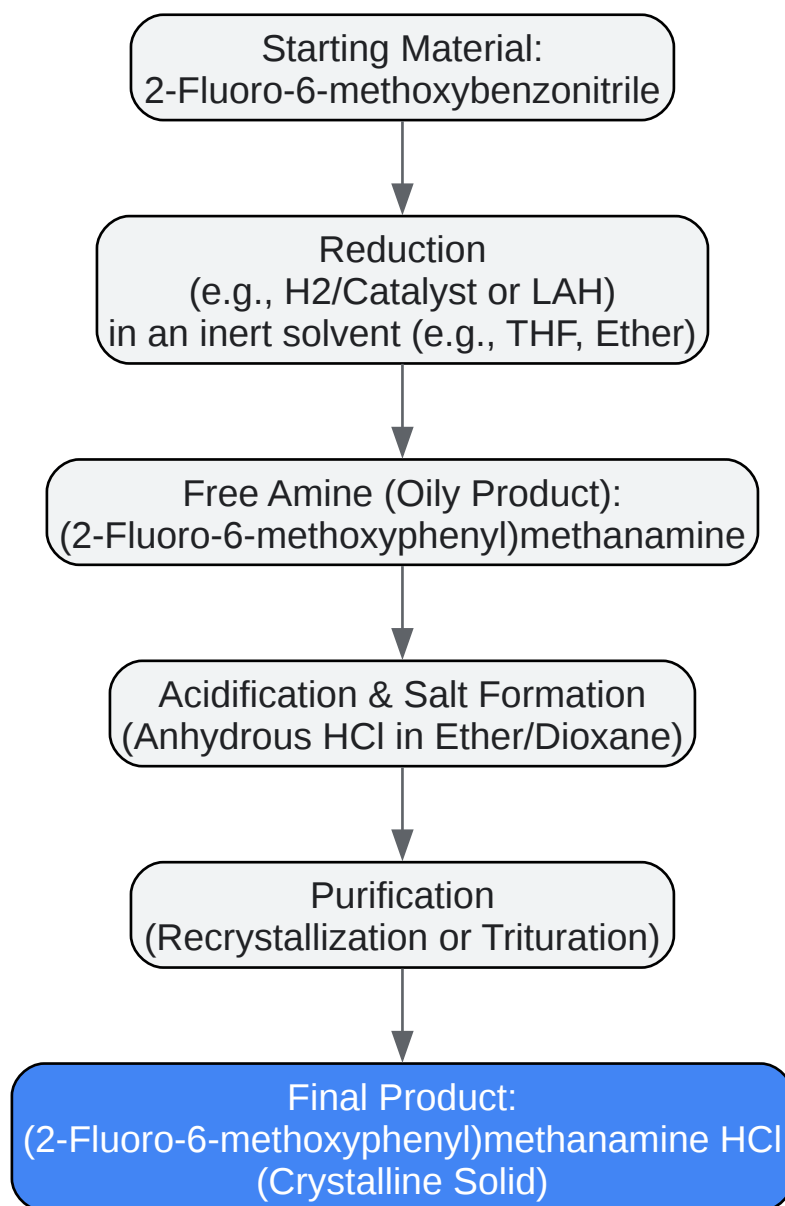 Starting Material:
2-Fluoro-6-methoxybenzonitrile
Reduction
(e.g., H2/Catalyst or LAH)
in an inert solvent (e.g., THF, Ether)
Free Amine (Oily Product):
(2-Fluoro-6-methoxyphenyl)methanamine
Acidification & Salt Formation
(Anhydrous HCl in Ether/Dioxane)
Purification
(Recrystallization or Trituration)
Final Product:
(2-Fluoro-6-methoxyphenyl)methanamine HCl
(Crystalline Solid)